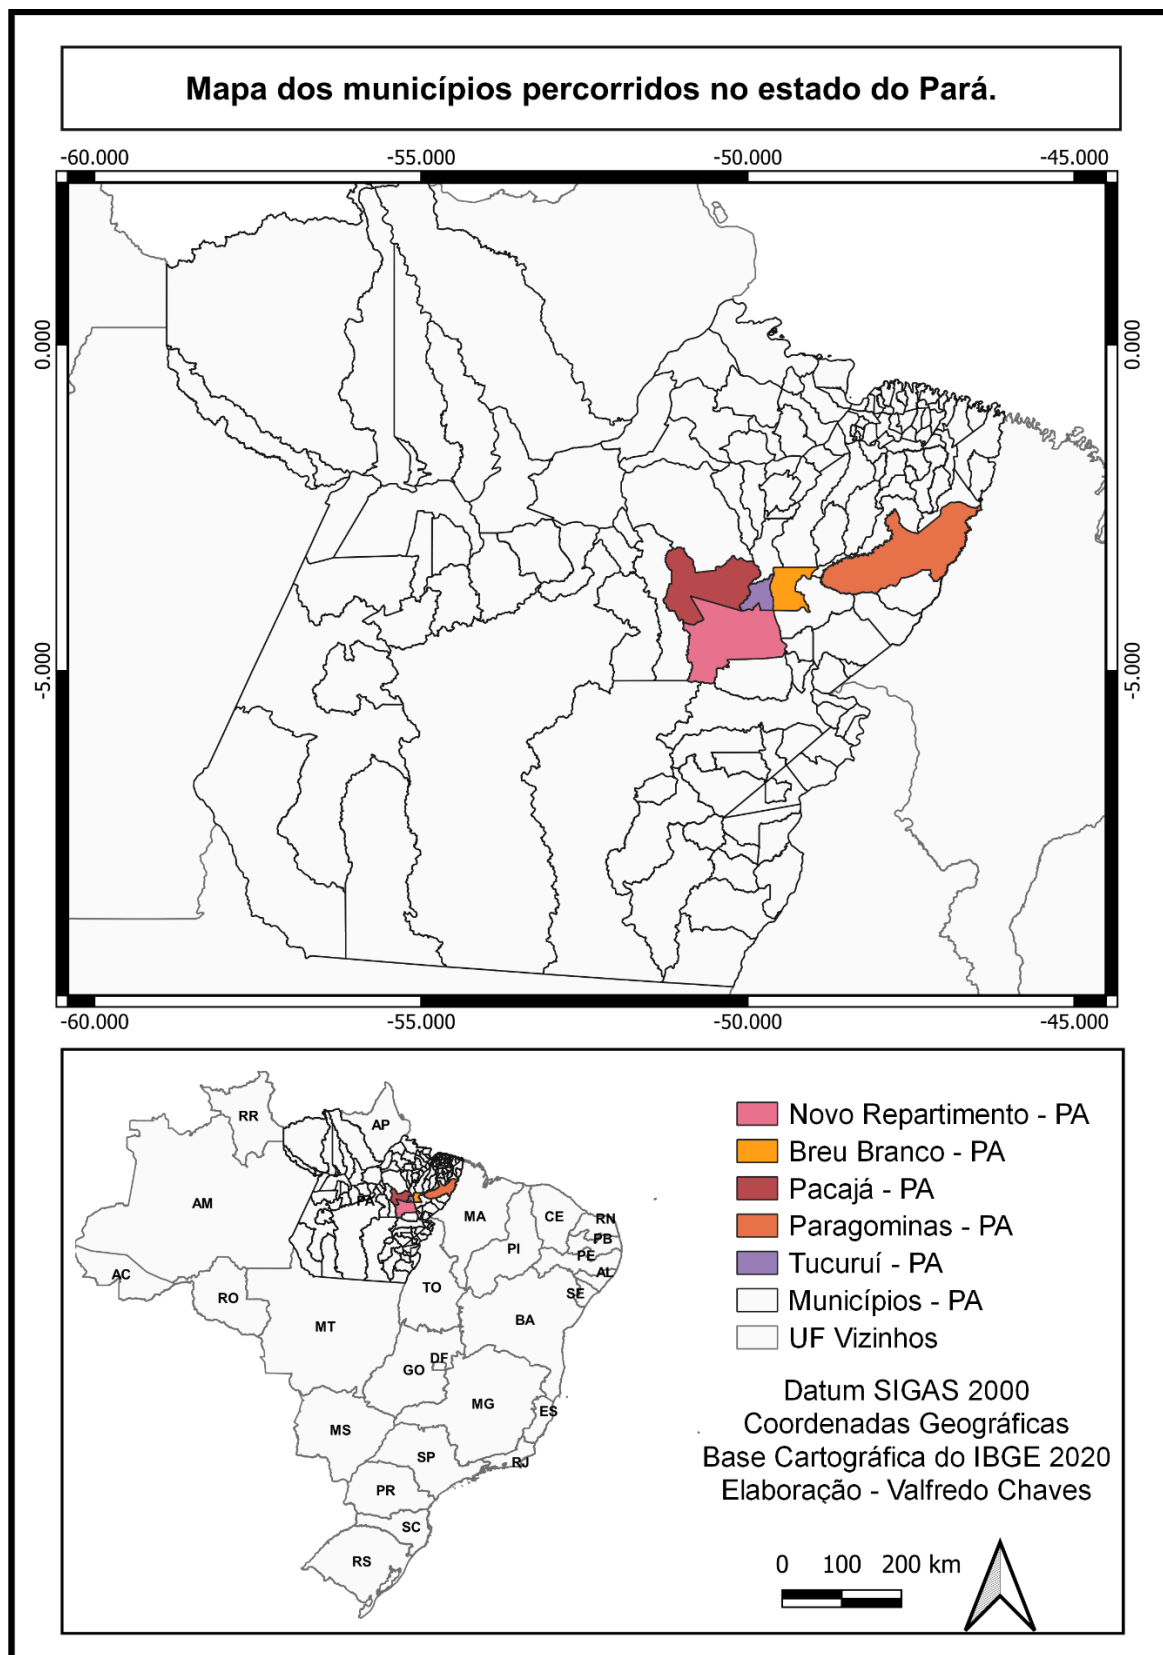 Mapa dos municípios percorridos no estado do Pará.
-60.000 -55.000 -50.000 -45.000
0.000 0.000
-5.000 -5.000
-60.000 -55.000 -50.000 -45.000
RR
AP
AM
PA
MA
CE
RN
PB
PI
PE
AC
AL
TO
SE
RO
BA
MT
DF
GO
MG
ES
MS
SP
RJ
PR
SC
RS
Novo Repartimento - PA
Breu Branco - PA
Pacajá - PA
Paragominas - PA
Tucuruí - PA
Municípios - PA
UF Vizinhos
Datum SIGAS 2000
Coordenadas Geográficas
Base Cartográfica do IBGE 2020
Elaboração - Valfredo Chaves
0 100 200 km